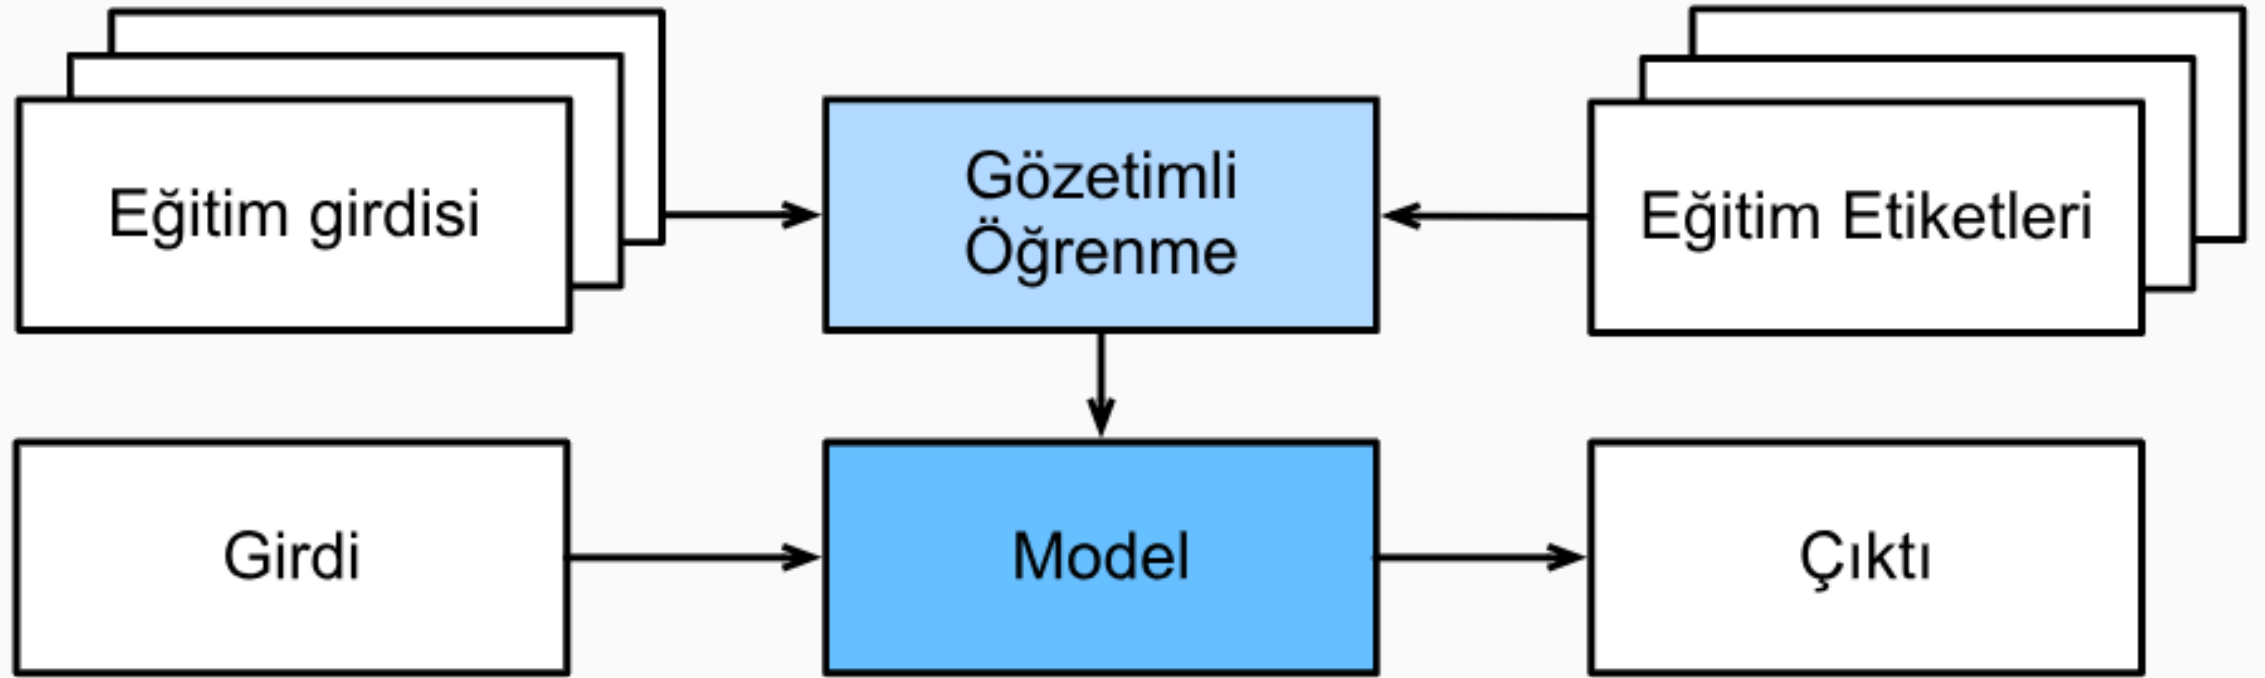 Eğitim girdisi
Gözetimli
Öğrenme
Eğitim Etiketleri
Girdi
Model
Çıktı